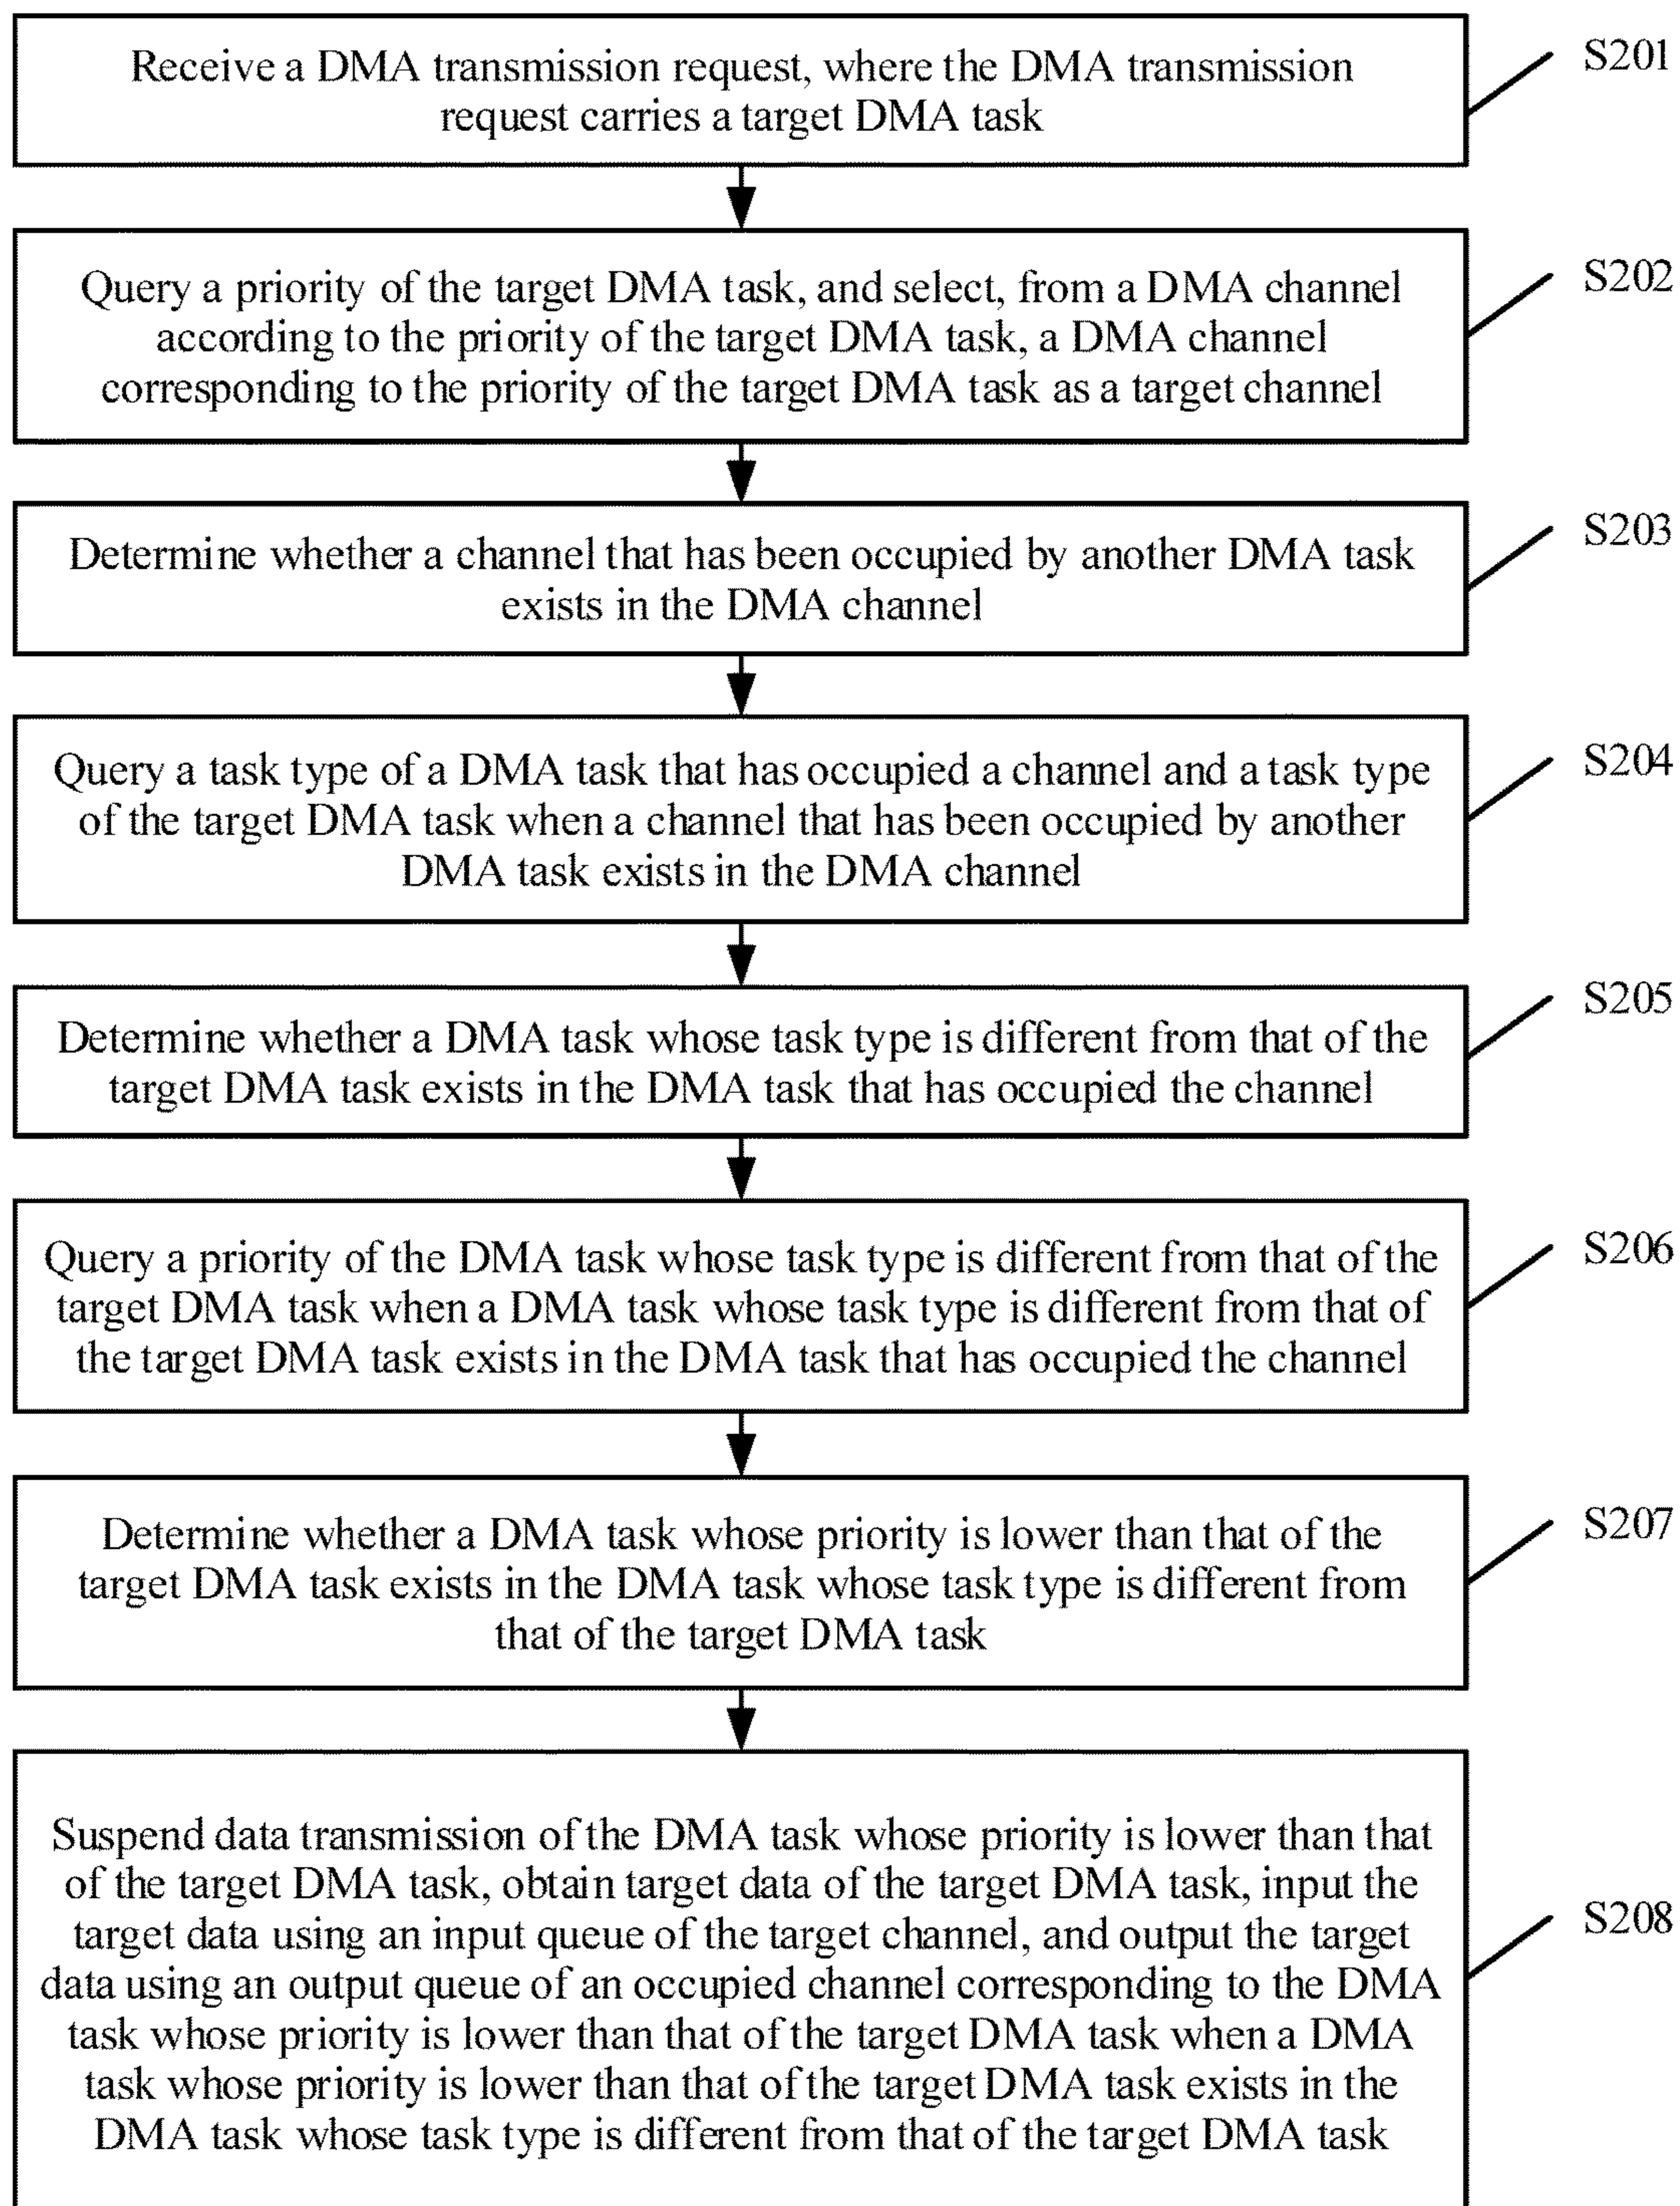 Receive a DMA transmission request, where the DMA transmission
request carries a target DMA task
S201
Query a priority of the target DMA task, and select, from a DMA channel
according to the priority of the target DMA task, a DMA channel
corresponding to the priority of the target DMA task as a target channel
S202
Determine whether a channel that has been occupied by another DMA task
exists in the DMA channel
S203
Query a task type of a DMA task that has occupied a channel and a task type
of the target DMA task when a channel that has been occupied by another
DMA task exists in the DMA channel
S204
Determine whether a DMA task whose task type is different from that of the
target DMA task exists in the DMA task that has occupied the channel
S205
Query a priority of the DMA task whose task type is different from that of the
target DMA task when a DMA task whose task type is different from that of
the target DMA task exists in the DMA task that has occupied the channel
S206
Determine whether a DMA task whose priority is lower than that of the
target DMA task exists in the DMA task whose task type is different from
that of the target DMA task
S207
Suspend data transmission of the DMA task whose priority is lower than that
of the target DMA task, obtain target data of the target DMA task, input the
target data using an input queue of the target channel, and output the target
data using an output queue of an occupied channel corresponding to the DMA
task whose priority is lower than that of the target DMA task when a DMA
task whose priority is lower than that of the target DMA task exists in the
DMA task whose task type is different from that of the target DMA task
S208